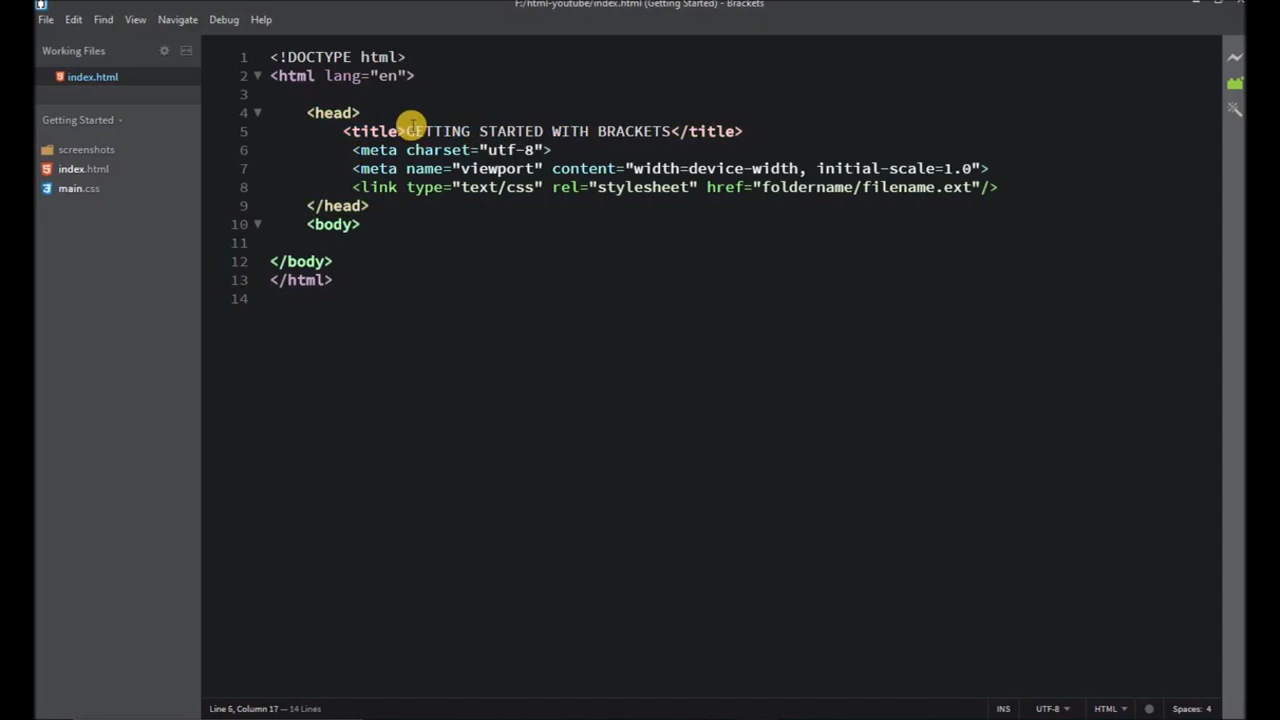 F:/html-youtube/index.html (Getting Started) - Brackets
File Edit Find View Navigate Debug Help
Working Files
index.html
Getting Started
screenshots
index.html
main.css
1 <!DOCTYPE html>
2 <html lang="en">
3
4 <head>
5 <title>GETTING STARTED WITH BRACKETS</title>
6 <meta charset="utf-8">
7 <meta name="viewport" content="width=device-width, initial-scale=1.0">
8 <link type="text/css" rel="stylesheet" href="foldername/filename.ext"/>
9 </head>
10 <body>
11
12 </body>
13 </html>
14
Line 5, Column 17 — 14 Lines
INS UTF-8 HTML Spaces: 4